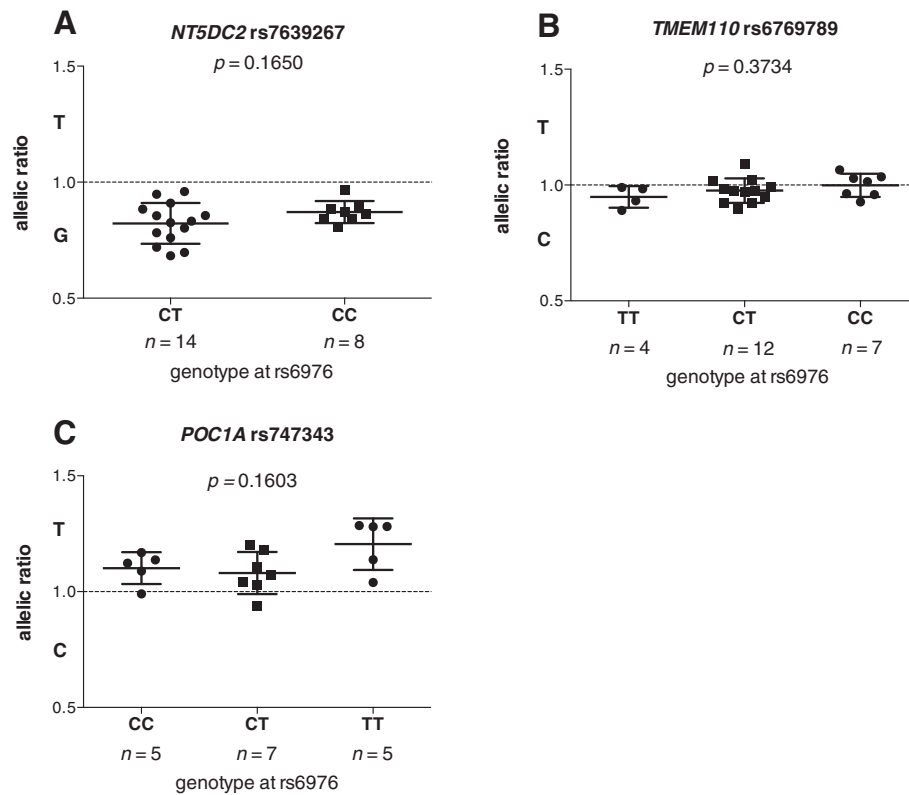 A
NT5DC2 rs7639267
p = 0.1650
1.5
T
1.0
G
0.5
allelic ratio
CT
CC
n = 14
n = 8
genotype at rs6976
B
TMEM110 rs6769789
p = 0.3734
1.5
T
1.0
C
0.5
allelic ratio
TT
CT
CC
n = 4
n = 12
n = 7
genotype at rs6976
C
POC1A rs747343
p = 0.1603
1.5
T
1.0
C
0.5
allelic ratio
CC
CT
TT
n = 5
n = 7
n = 5
genotype at rs6976